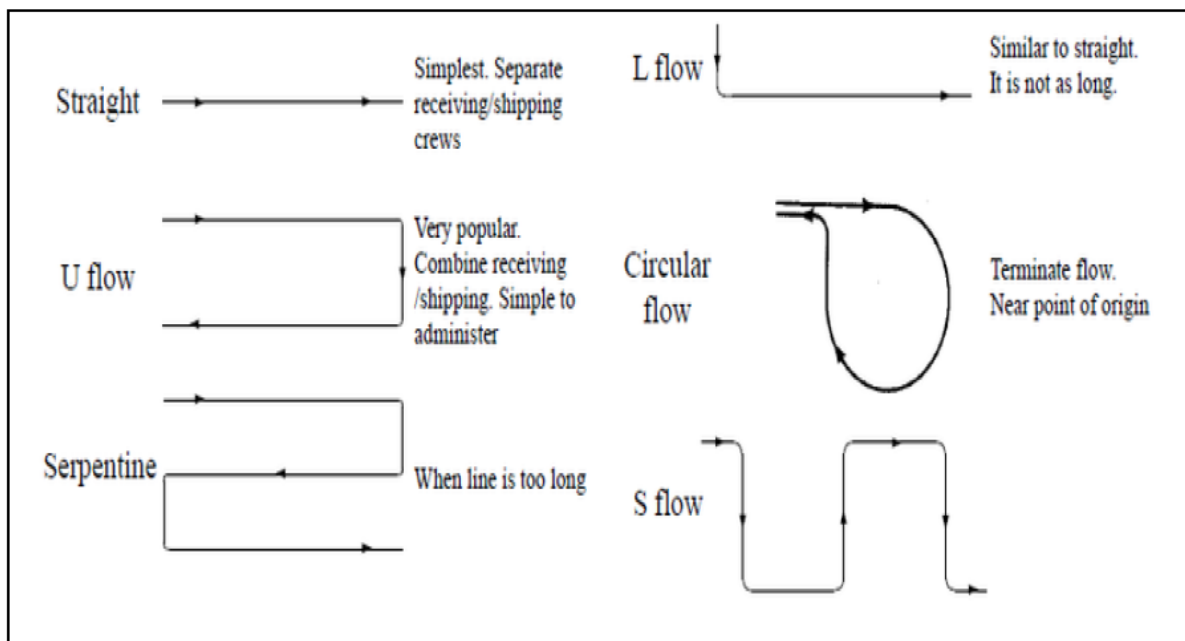 Straight
Simplest. Separate
receiving/shipping
crews
L flow
Similar to straight.
It is not as long.
U flow
Very popular.
Combine receiving
/shipping. Simple to
administer
Circular
flow
Terminate flow.
Near point of origin
Serpentine
When line is too long
S flow